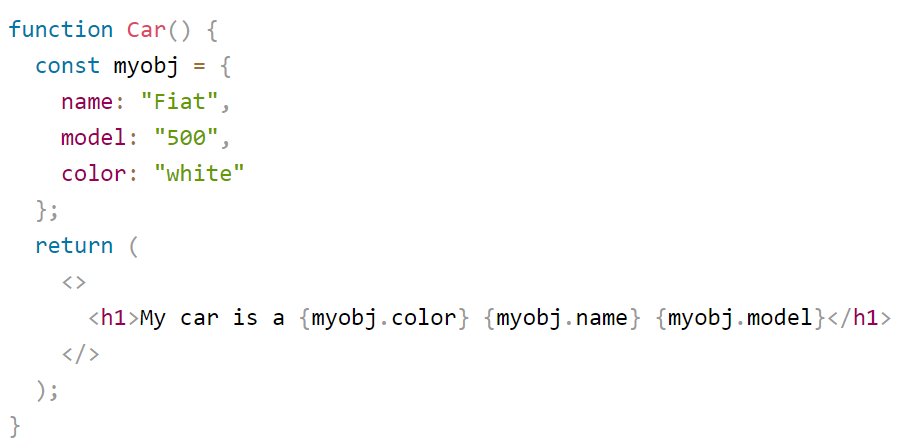 function Car() {
  const myobj = {
    name: "Fiat",
    model: "500",
    color: "white"
  };
  return (
    <>
      <h1>My car is a {myobj.color} {myobj.name} {myobj.model}</h1>
    </>
  );
}